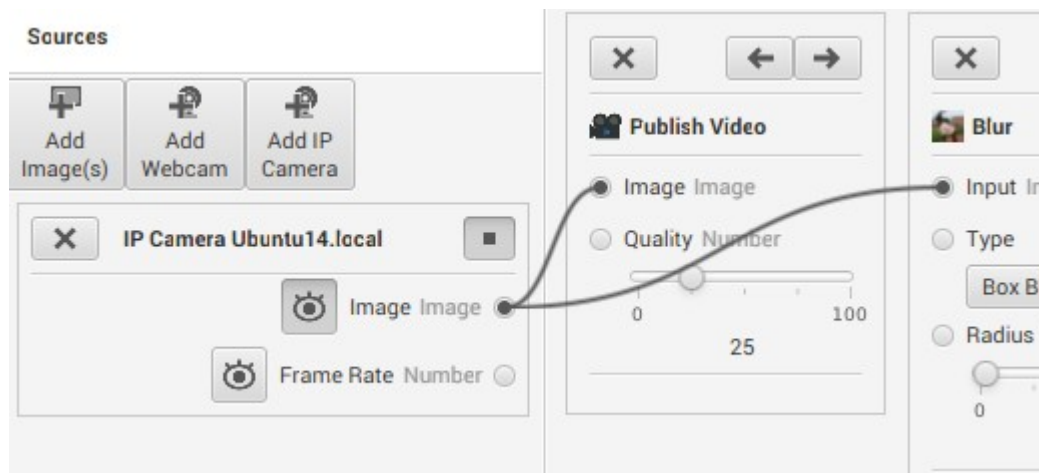 Sources
Add
Image(s)
Add
Webcam
Add IP
Camera
IP Camera Ubuntu14.local
Image Image
Frame Rate Number
Publish Video
Image Image
Quality Number
0 100
25
Blur
Input
Type
Box B
Radius
0